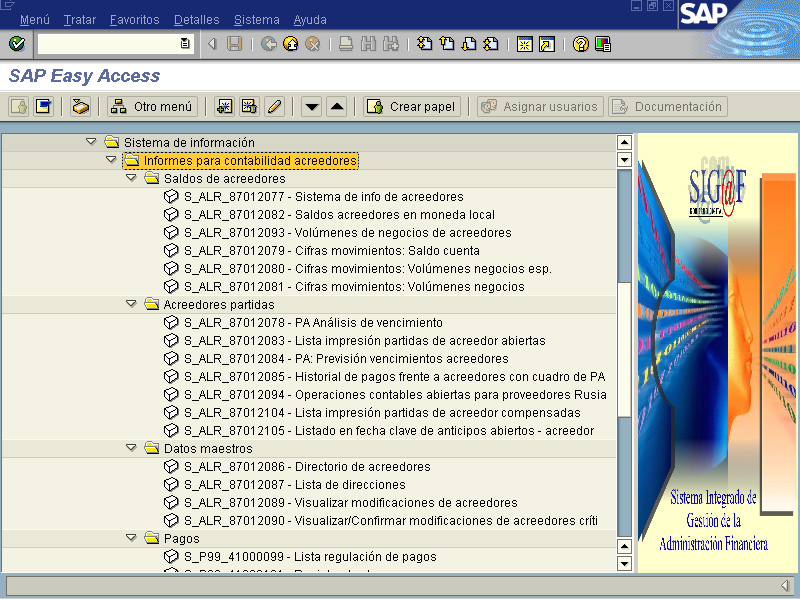 Menú Tratar Favoritos Detalles Sistema Ayuda
SAP
SAP Easy Access
Otro menú Crear papel Asignar usuarios Documentación
Sistema de información
Informes para contabilidad acreedores
Saldos de acreedores
S_ALR_87012077 - Sistema de info de acreedores
S_ALR_87012082 - Saldos acreedores en moneda local
S_ALR_87012093 - Volúmenes de negocios de acreedores
S_ALR_87012079 - Cifras movimientos: Saldo cuenta
S_ALR_87012080 - Cifras movimientos: Volúmenes negocios esp.
S_ALR_87012081 - Cifras movimientos: Volúmenes negocios
Acreedores partidas
S_ALR_87012078 - PA Análisis de vencimiento
S_ALR_87012083 - Lista impresión partidas de acreedor abiertas
S_ALR_87012084 - PA: Previsión vencimientos acreedores
S_ALR_87012085 - Historial de pagos frente a acreedores con cuadro de PA
S_ALR_87012094 - Operaciones contables abiertas para proveedores Rusia
S_ALR_87012104 - Lista impresión partidas de acreedor compensadas
S_ALR_87012105 - Listado en fecha clave de anticipos abiertos - acreedor
Datos maestros
S_ALR_87012086 - Directorio de acreedores
S_ALR_87012087 - Lista de direcciones
S_ALR_87012089 - Visualizar modificaciones de acreedores
S_ALR_87012090 - Visualizar/Confirmar modificaciones de acreedores críti
Pagos
S_P99_41000099 - Lista regulación de pagos
SIG@F
Sistema Integrado de
Gestión de la
Administración Financiera